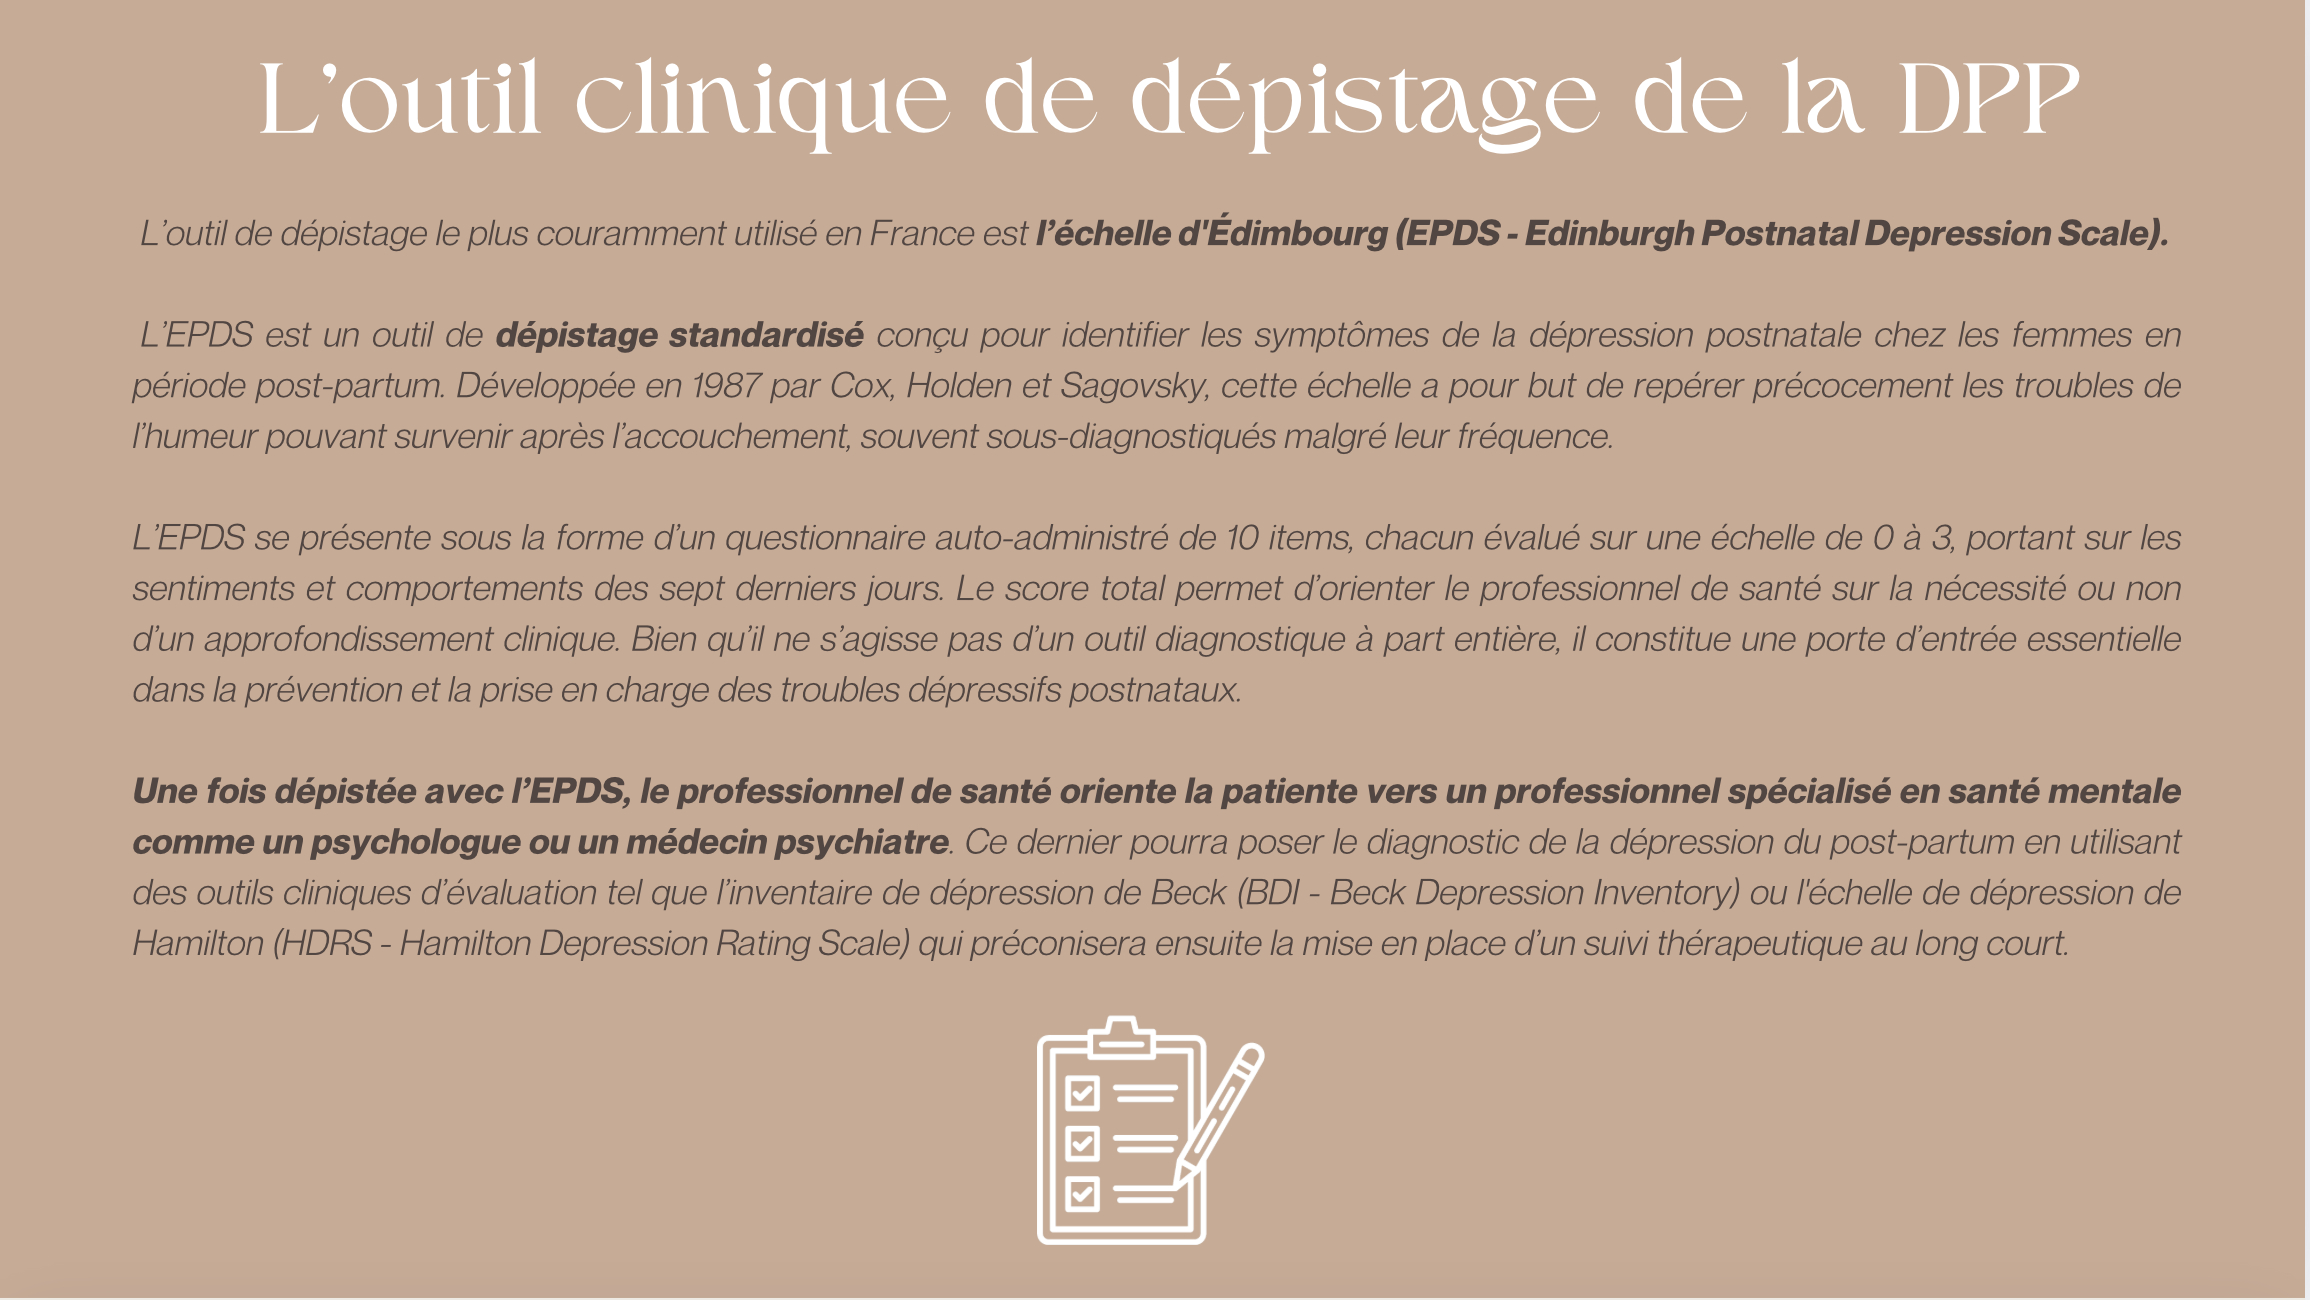 L’outil clinique de dépistage de la DPP
L’outil de dépistage le plus couramment utilisé en France est l’échelle d'Édimbourg (EPDS - Edinburgh Postnatal Depression Scale).
L’EPDS est un outil de dépistage standardisé conçu pour identifier les symptômes de la dépression postnatale chez les femmes en
période post-partum. Développée en 1987 par Cox, Holden et Sagovsky, cette échelle a pour but de repérer précocement les troubles de
l’humeur pouvant survenir après l’accouchement, souvent sous-diagnostiqués malgré leur fréquence.
L’EPDS se présente sous la forme d’un questionnaire auto-administré de 10 items, chacun évalué sur une échelle de 0 à 3, portant sur les
sentiments et comportements des sept derniers jours. Le score total permet d’orienter le professionnel de santé sur la nécessité ou non
d’un approfondissement clinique. Bien qu’il ne s’agisse pas d’un outil diagnostique à part entière, il constitue une porte d’entrée essentielle
dans la prévention et la prise en charge des troubles dépressifs postnataux.
Une fois dépistée avec l’EPDS, le professionnel de santé oriente la patiente vers un professionnel spécialisé en santé mentale
comme un psychologue ou un médecin psychiatre. Ce dernier pourra poser le diagnostic de la dépression du post-partum en utilisant
des outils cliniques d’évaluation tel que l’inventaire de dépression de Beck (BDI - Beck Depression Inventory) ou l'échelle de dépression de
Hamilton (HDRS - Hamilton Depression Rating Scale) qui préconisera ensuite la mise en place d’un suivi thérapeutique au long court.